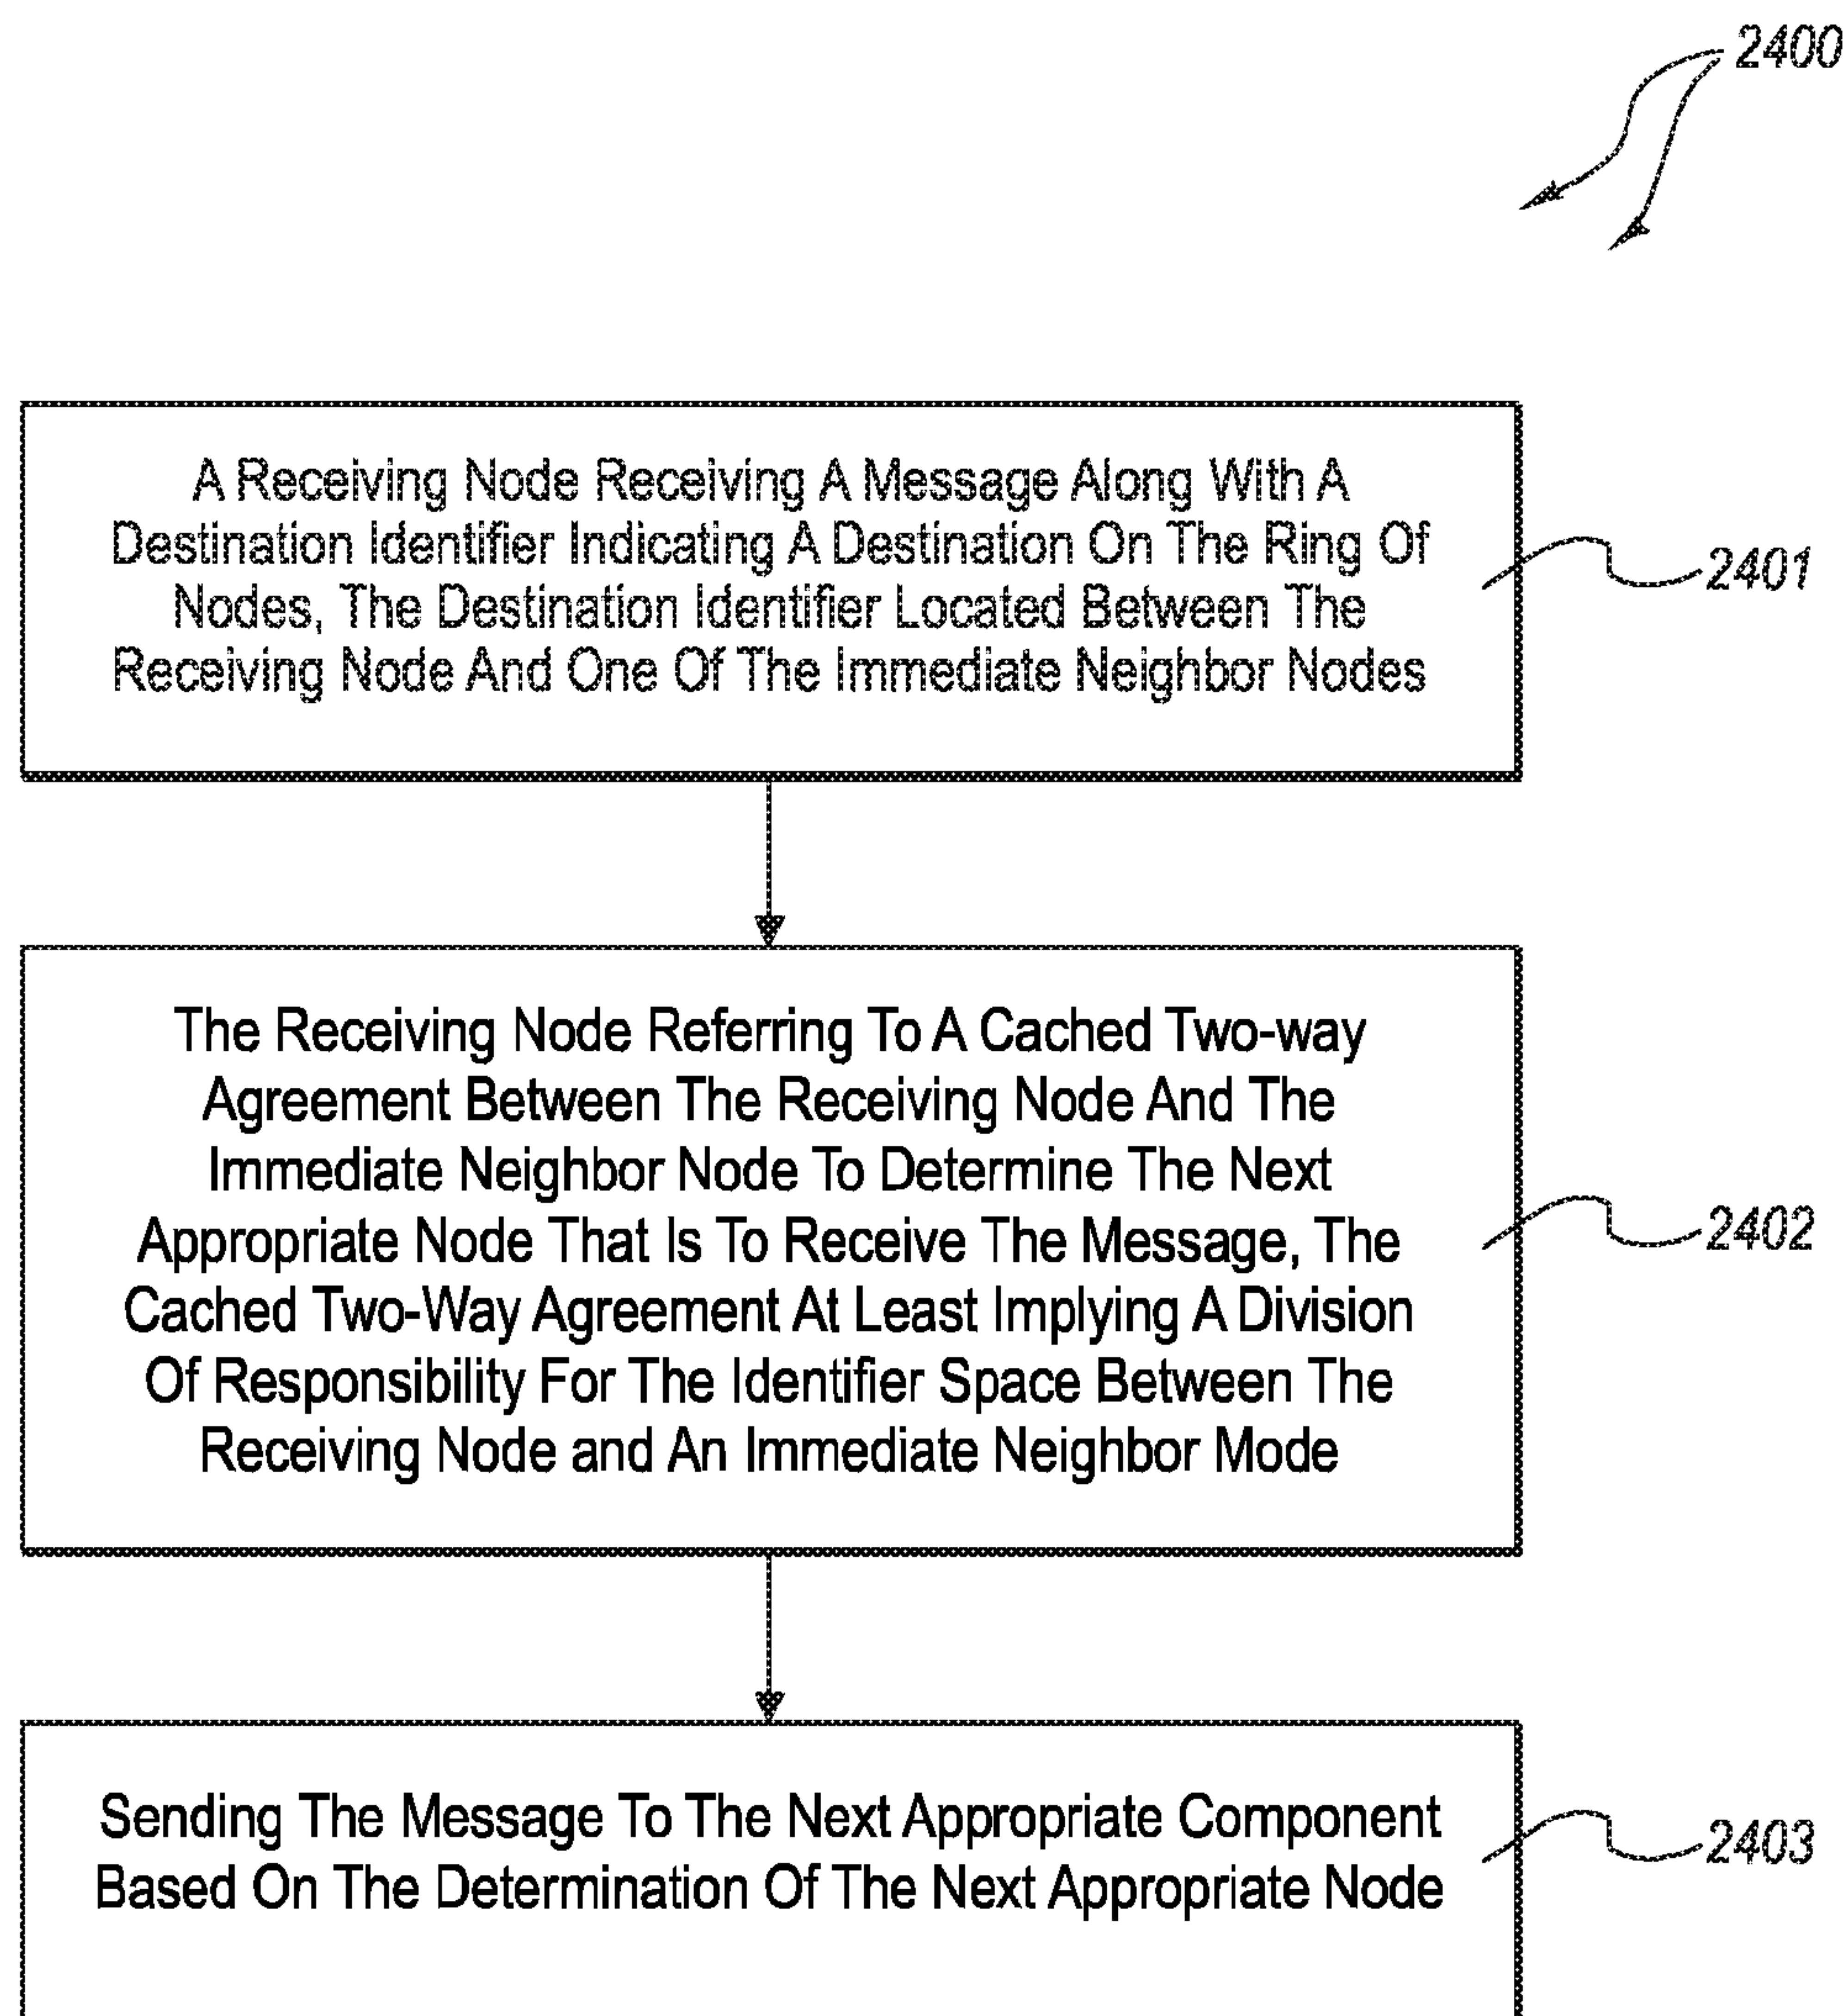 2400
A Receiving Node Receiving A Message Along With A
Destination Identifier Indicating A Destination On The Ring Of
Nodes, The Destination Identifier Located Between The
Receiving Node And One Of The Immediate Neighbor Nodes
2401
The Receiving Node Referring To A Cached Two-way
Agreement Between The Receiving Node And The
Immediate Neighbor Node To Determine The Next
Appropriate Node That Is To Receive The Message, The
Cached Two-Way Agreement At Least Implying A Division
Of Responsibility For The Identifier Space Between The
Receiving Node and An Immediate Neighbor Mode
2402
Sending The Message To The Next Appropriate Component
Based On The Determination Of The Next Appropriate Node
2403